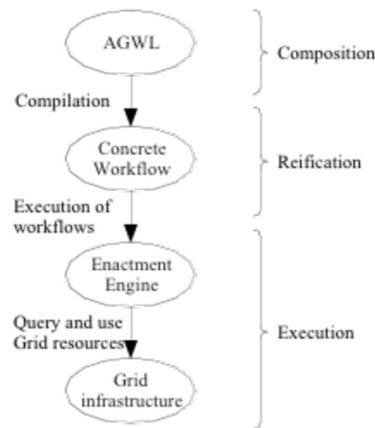 AGWL
Composition
Compilation
Concrete
Workflow
Reification
Execution of
workflows
Enactment
Engine
Query and use
Grid resources
Execution
Grid
infrastructure